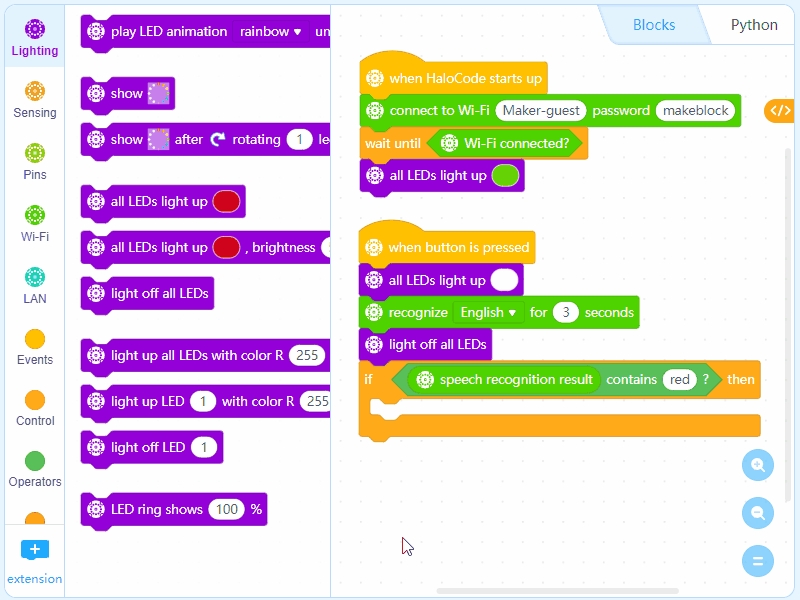 Blocks
Python
Lighting
Sensing
Pins
Wi-Fi
LAN
Events
Control
Operators
extension
play LED animation rainbow ▾ un
show
show after rotating 1 le
all LEDs light up
all LEDs light up , brightness
light off all LEDs
light up all LEDs with color R 255
light up LED 1 with color R 255
light off LED 1
LED ring shows 100 %
</>
when HaloCode starts up
connect to Wi-Fi Maker-guest password makeblock
wait until Wi-Fi connected?
all LEDs light up
when button is pressed
all LEDs light up
recognize English ▾ for 3 seconds
light off all LEDs
if speech recognition result contains red ? then